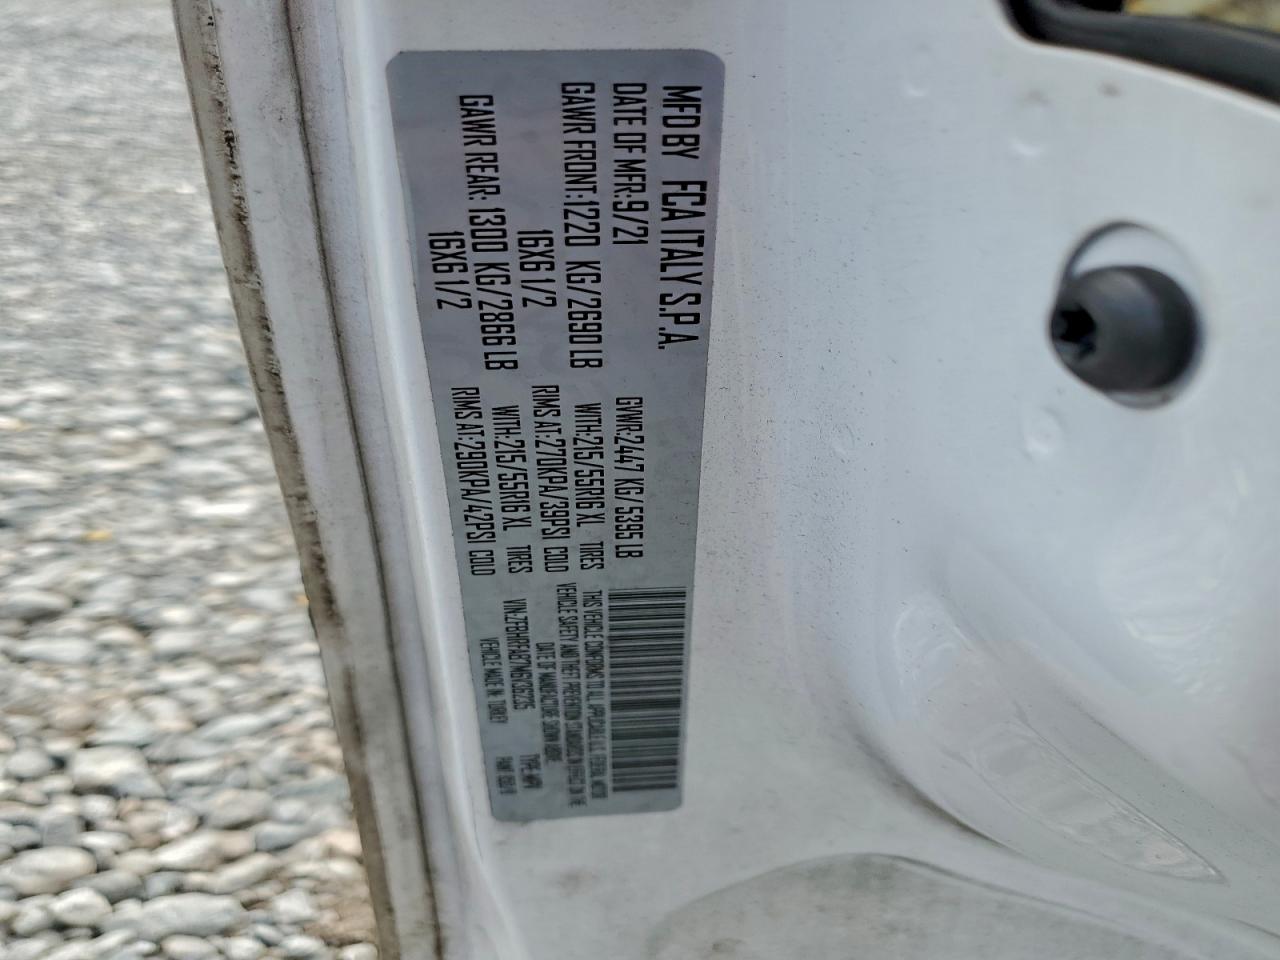 MFD BY FCA ITALY S.P.A.
DATE OF MFR:9/21 GVWR:2447 KG/5395 LB
GAWR FRONT:1220 KG/2690LB WITH:215/55R16 XL TIRES
16X6 1/2 RIMS AT:270KPA/39PSI COLD
GAWR REAR: 1300 KG/2866 LB WITH:215/55R16 XL TIRES
16X6 1/2 RIMS AT:290KPA/42PSI COLD
THIS VEHICLE CONFORMS TO ALL APPLICABLE U.S. FEDERAL MOTOR
VEHICLE SAFETY AND THEFT PREVENTION STANDARDS IN EFFECT ON THE
DATE OF MANUFACTURE SHOWN ABOVE.
VIN:ZFBHRFAB7M6V36235 TYPE: MPV
VEHICLE MADE IN TURKEY PAINT: